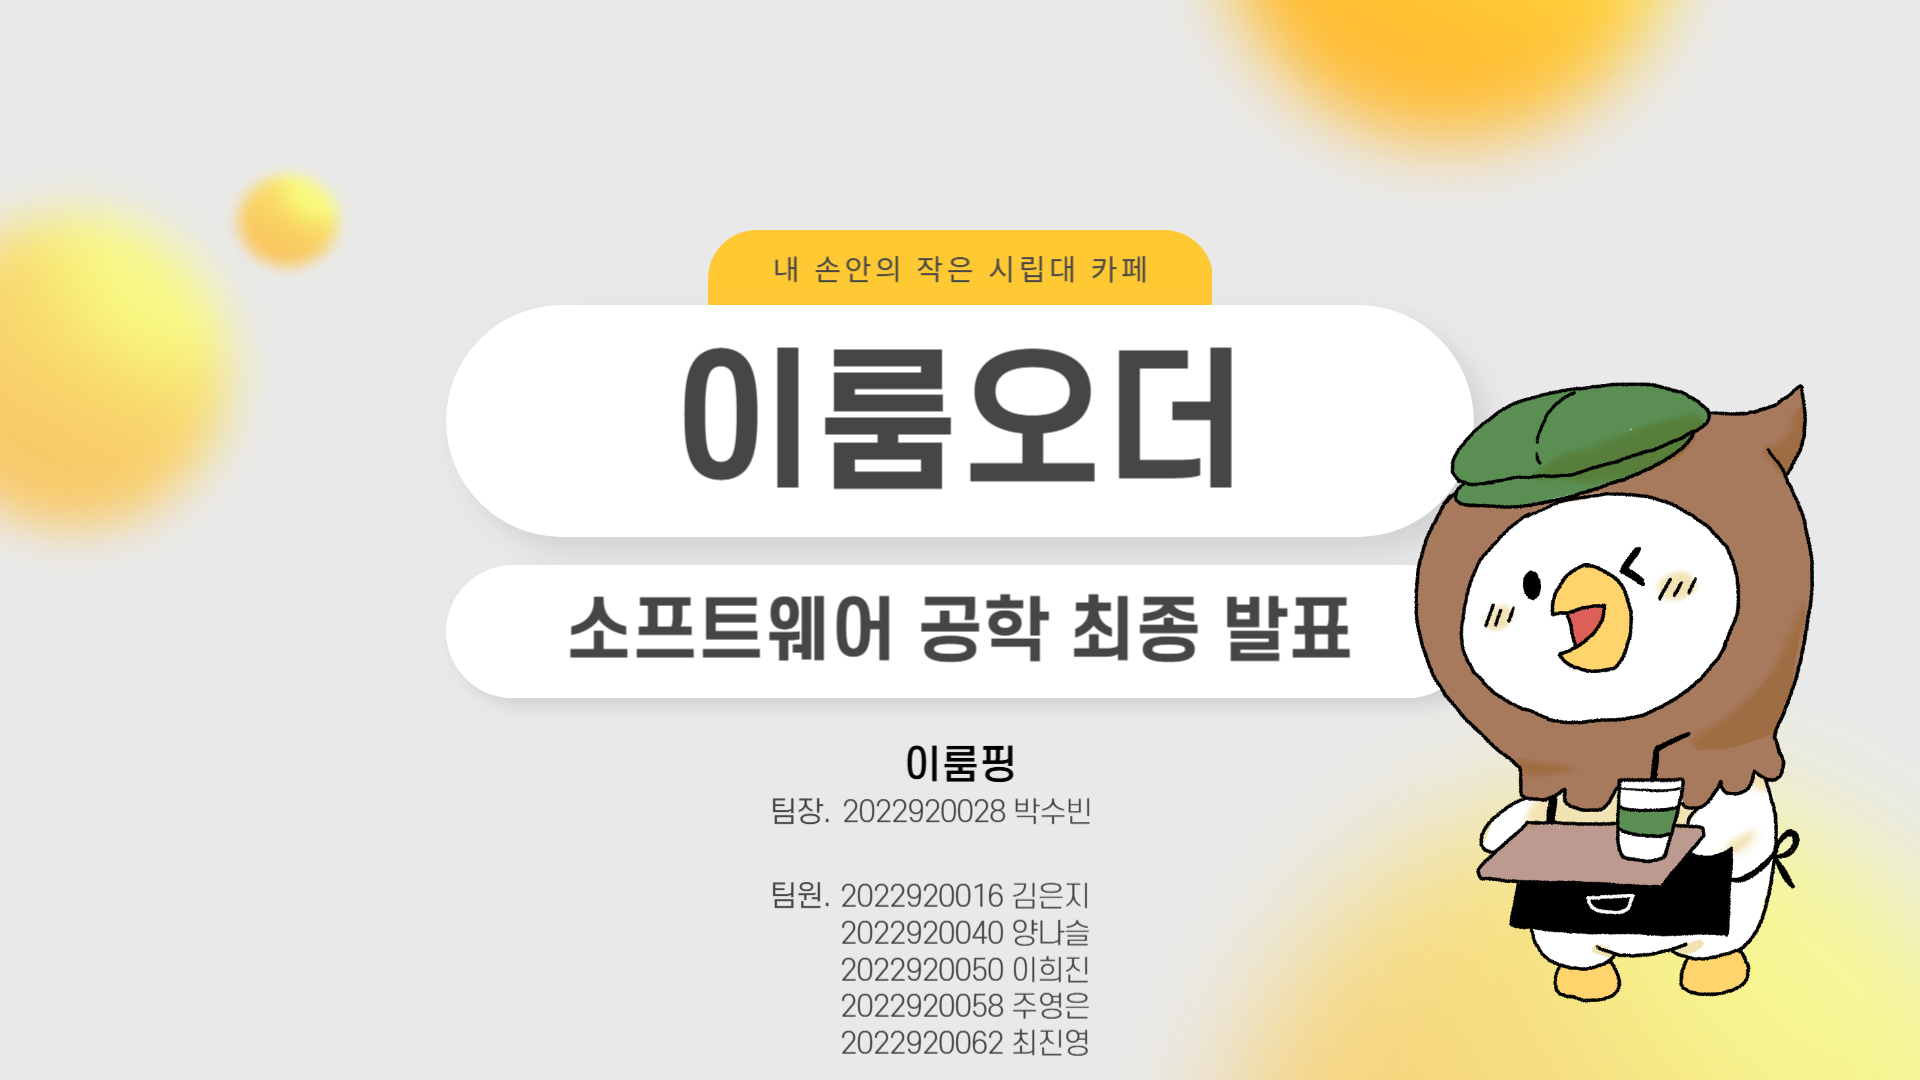 내 손안의 작은 시립대 카페
이룸오더
소프트웨어 공학 최종 발표
이룸핑
팀장. 2022920028 박수빈
팀원. 2022920016 김은지
2022920040 양나슬
2022920050 이희진
2022920058 주영은
2022920062 최진영